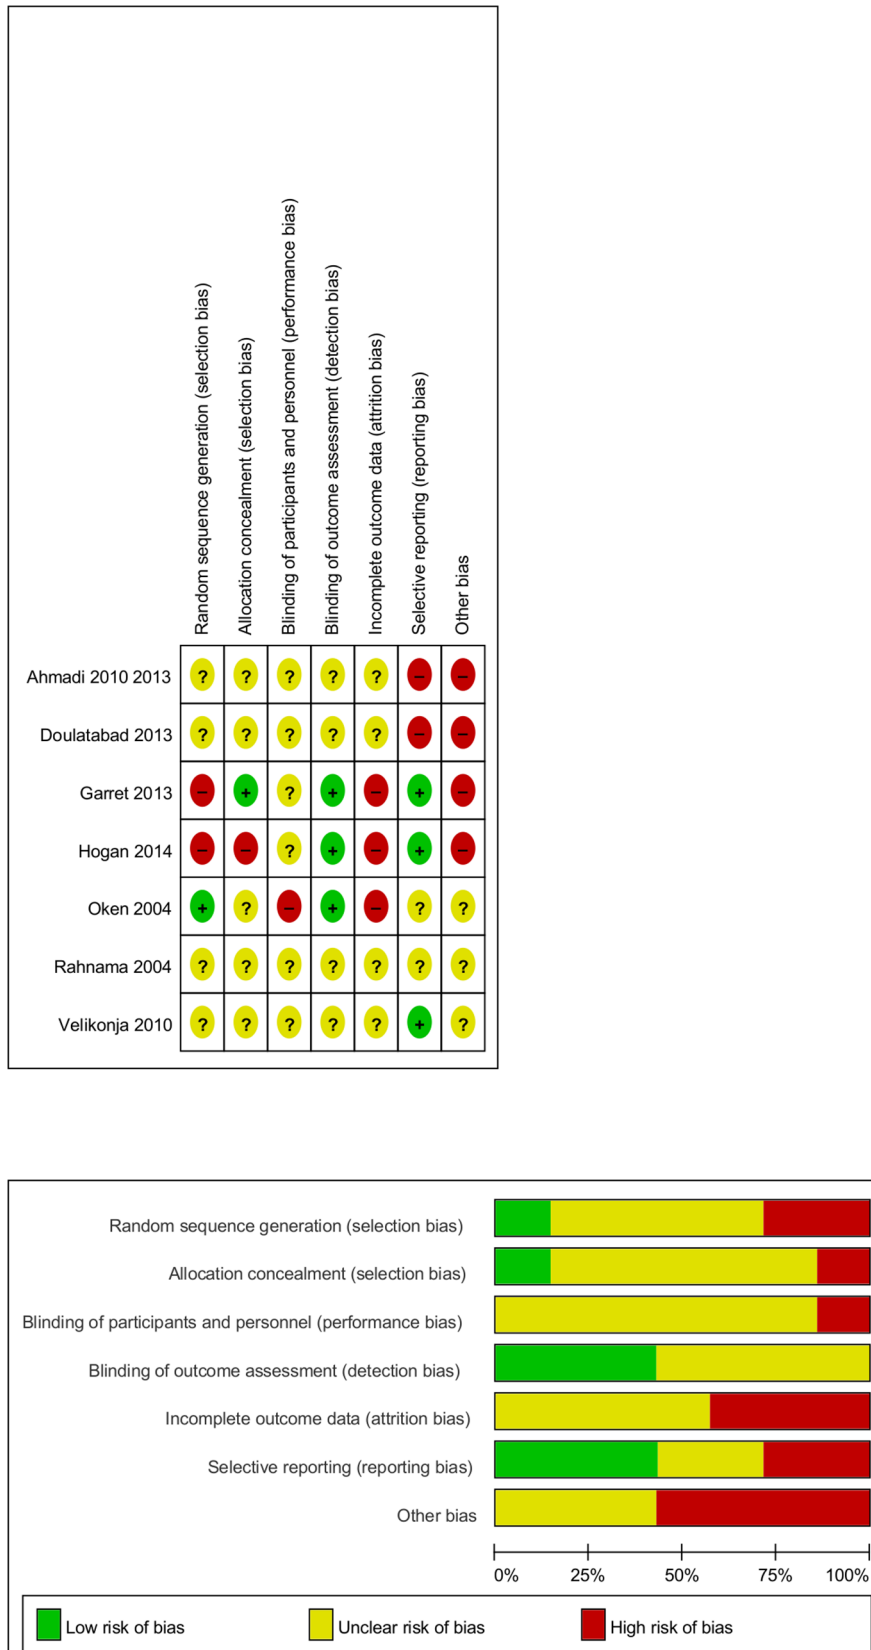 Random sequence generation (selection bias)
Allocation concealment (selection bias)
Blinding of participants and personnel (performance bias)
Blinding of outcome assessment (detection bias)
Incomplete outcome data (attrition bias)
Selective reporting (reporting bias)
Other bias
Ahmadi 2010 2013 ? ? ? ? ? – –
Doulatabad 2013 ? ? ? ? ? – –
Garret 2013 – + ? + – + –
Hogan 2014 – – ? + – + –
Oken 2004 + ? – + – ? ?
Rahnama 2004 ? ? ? ? ? ? ?
Velikonja 2010 ? ? ? ? ? + ?
Random sequence generation (selection bias)
Allocation concealment (selection bias)
Blinding of participants and personnel (performance bias)
Blinding of outcome assessment (detection bias)
Incomplete outcome data (attrition bias)
Selective reporting (reporting bias)
Other bias
0% 25% 50% 75% 100%
Low risk of bias Unclear risk of bias High risk of bias